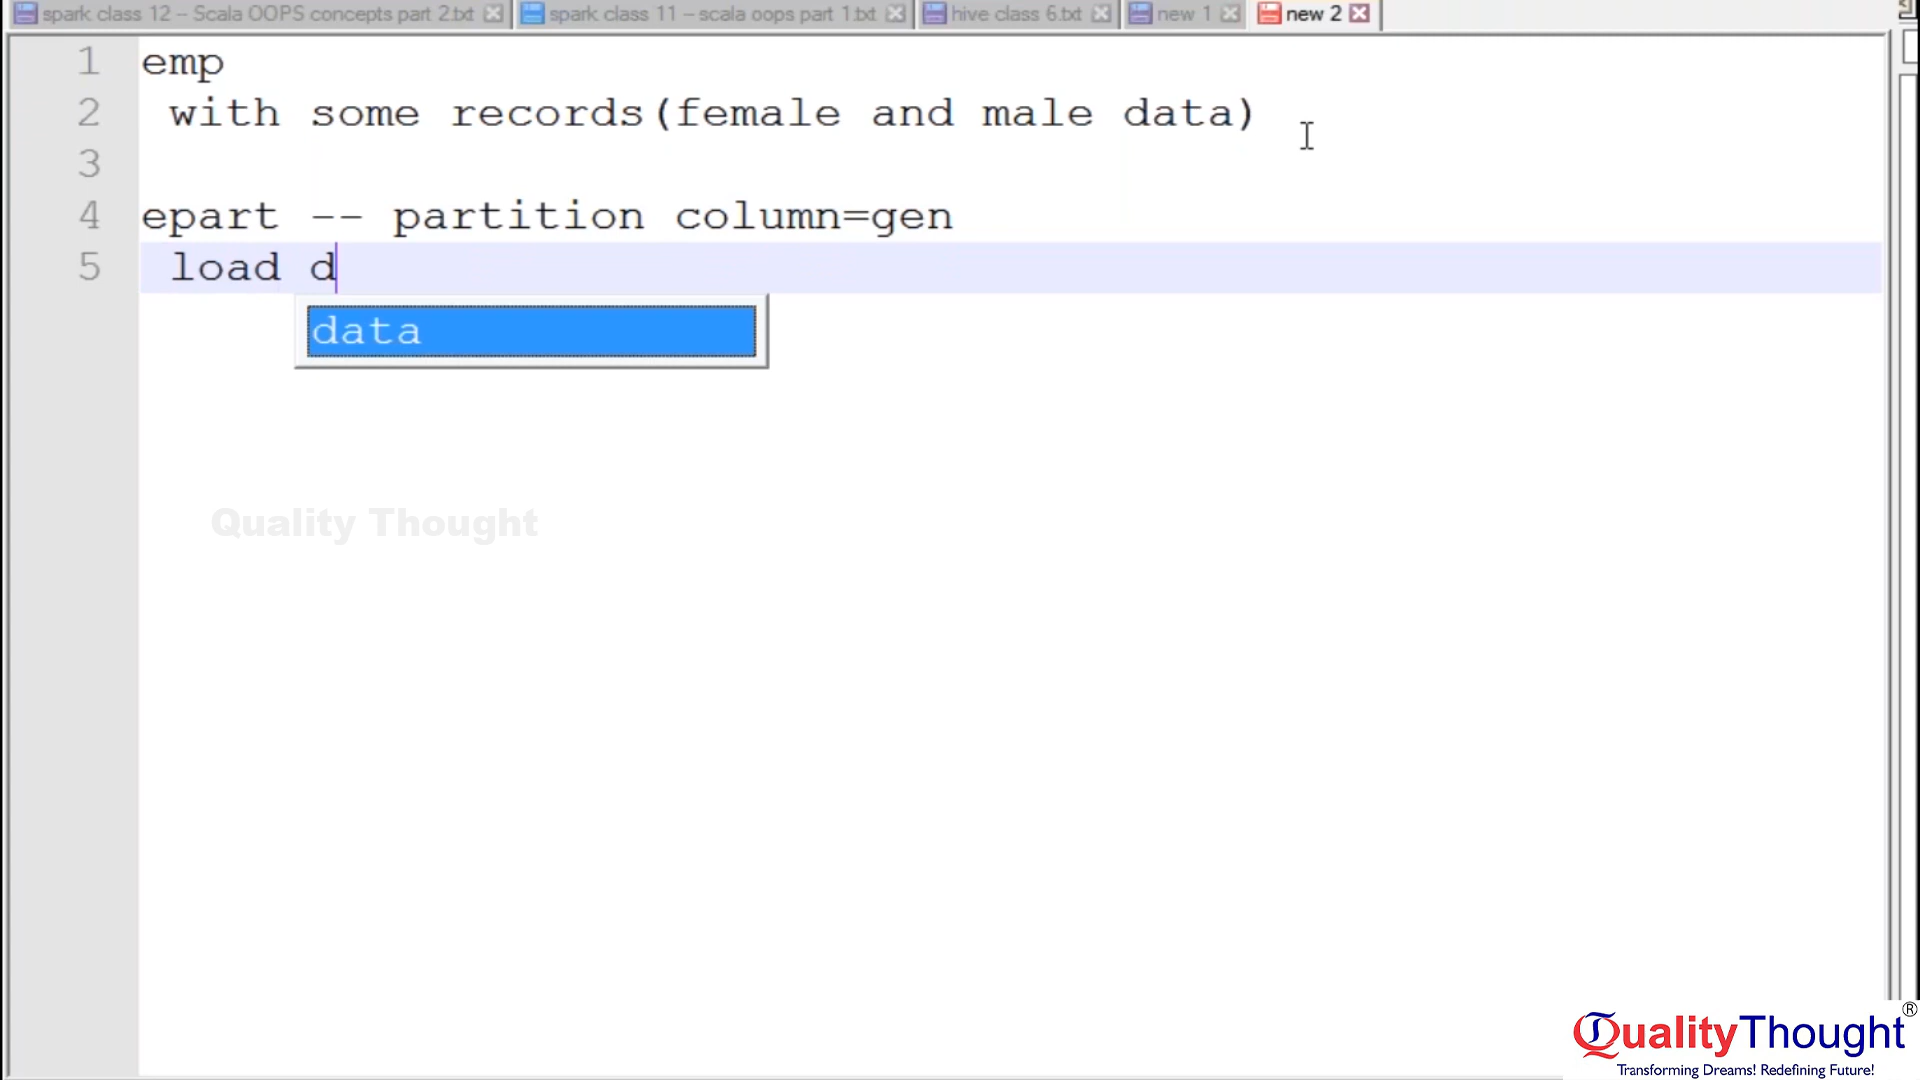 spark class 12 – Scala OOPS concepts part 2.txt
spark class 11 – scala oops part 1.txt
hive class 6.txt
new 1
new 2
1 emp
2 with some records(female and male data)
3
4 epart -- partition column=gen
5 load d
data
Quality Thought
QualityThought®
Transforming Dreams! Redefining Future!